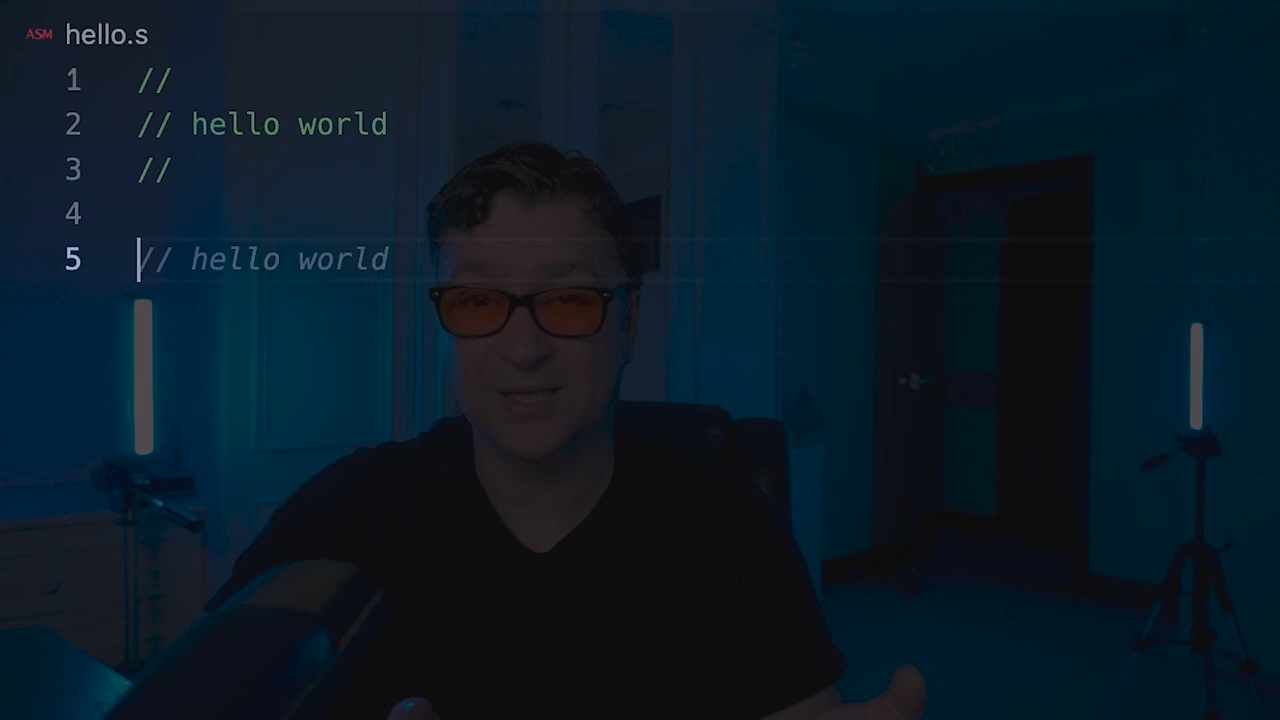 ASM hello.s
1 //
2 // hello world
3 //
4
5 // hello world